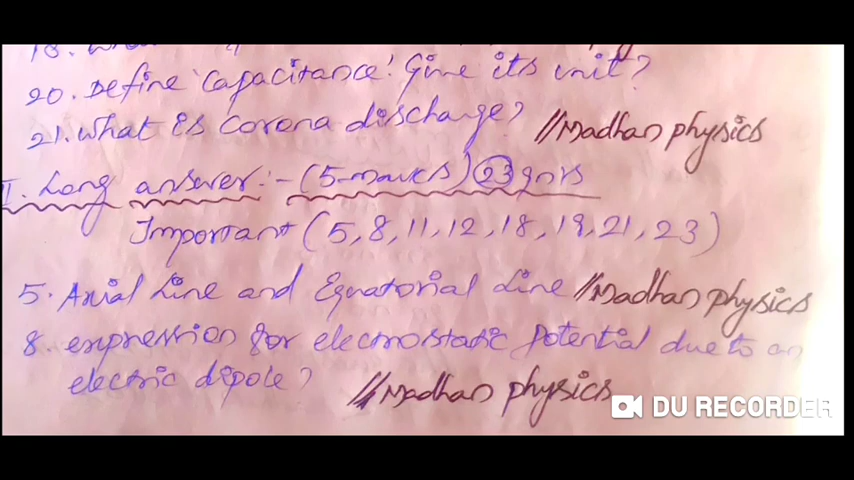 18. What
20. Define 'Capacitance'. Give its unit?
21. What is corona discharge? //Madhan physics
I. Long answer:- (5-marks) 23 qns
Important (5,8,11,12,18,19,21,23)
5. Axial Line and Equatorial Line //Madhan physics
8. expression for electrostatic potential due to an
electric dipole? //Madhan physics
DU RECORDER